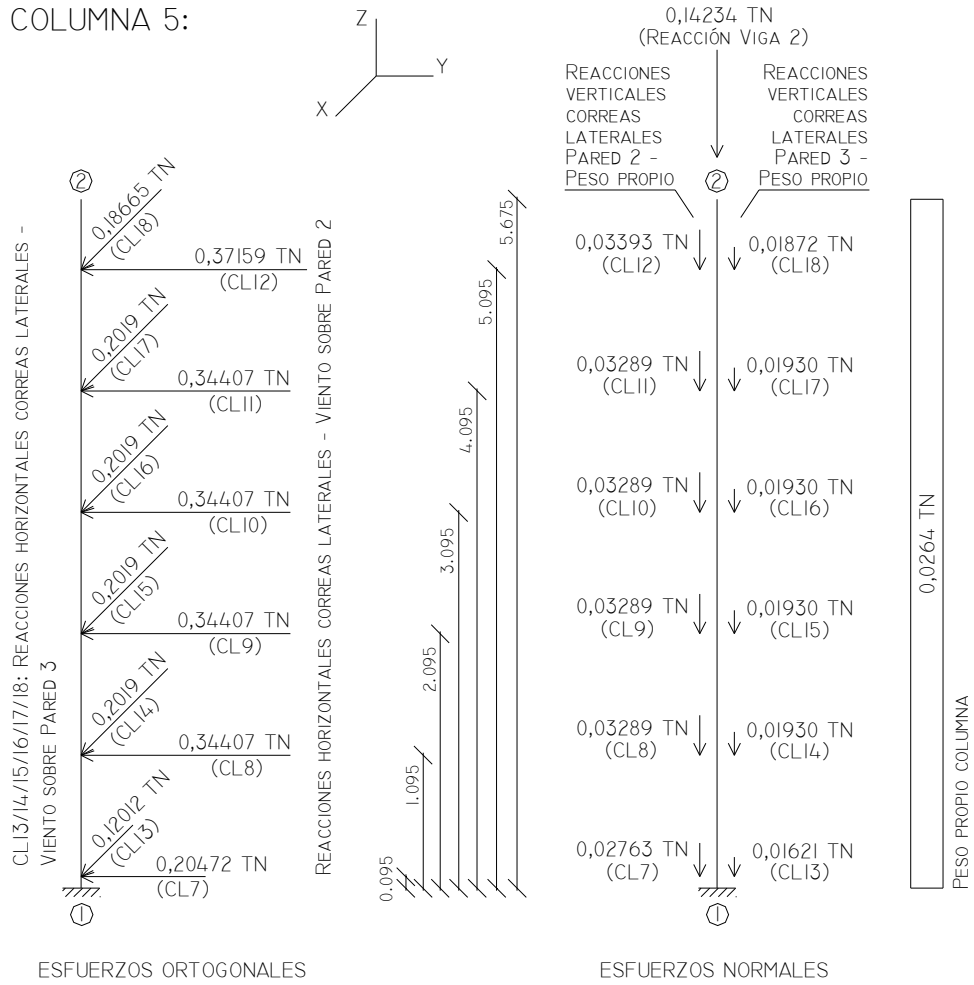 COLUMNA 5:
Z
Y
X
0,14234 TN
(REACCIÓN VIGA 2)
REACCIONES
VERTICALES
CORREAS
LATERALES
PARED 2 -
PESO PROPIO
REACCIONES
VERTICALES
CORREAS
LATERALES
PARED 3 -
PESO PROPIO
CL13/14/15/16/17/18: REACCIONES HORIZONTALES CORREAS LATERALES -
VIENTO SOBRE PARED 3
2
0,18665 TN
(CL18)
0,37159 TN
(CL12)
0,2019 TN
(CL17)
0,34407 TN
(CL11)
0,2019 TN
(CL16)
0,34407 TN
(CL10)
0,2019 TN
(CL15)
0,34407 TN
(CL9)
0,2019 TN
(CL14)
0,34407 TN
(CL8)
0,12012 TN
(CL13)
0,20472 TN
(CL7)
1
REACCIONES HORIZONTALES CORREAS LATERALES - VIENTO SOBRE PARED 2
0.095
1.095
2.095
3.095
4.095
5.095
5.675
2
0,03393 TN
(CL12)
0,01872 TN
(CL18)
0,03289 TN
(CL11)
0,01930 TN
(CL17)
0,03289 TN
(CL10)
0,01930 TN
(CL16)
0,03289 TN
(CL9)
0,01930 TN
(CL15)
0,03289 TN
(CL8)
0,01930 TN
(CL14)
0,02763 TN
(CL7)
0,01621 TN
(CL13)
1
0,0264 TN
PESO PROPIO COLUMNA
ESFUERZOS ORTOGONALES
ESFUERZOS NORMALES